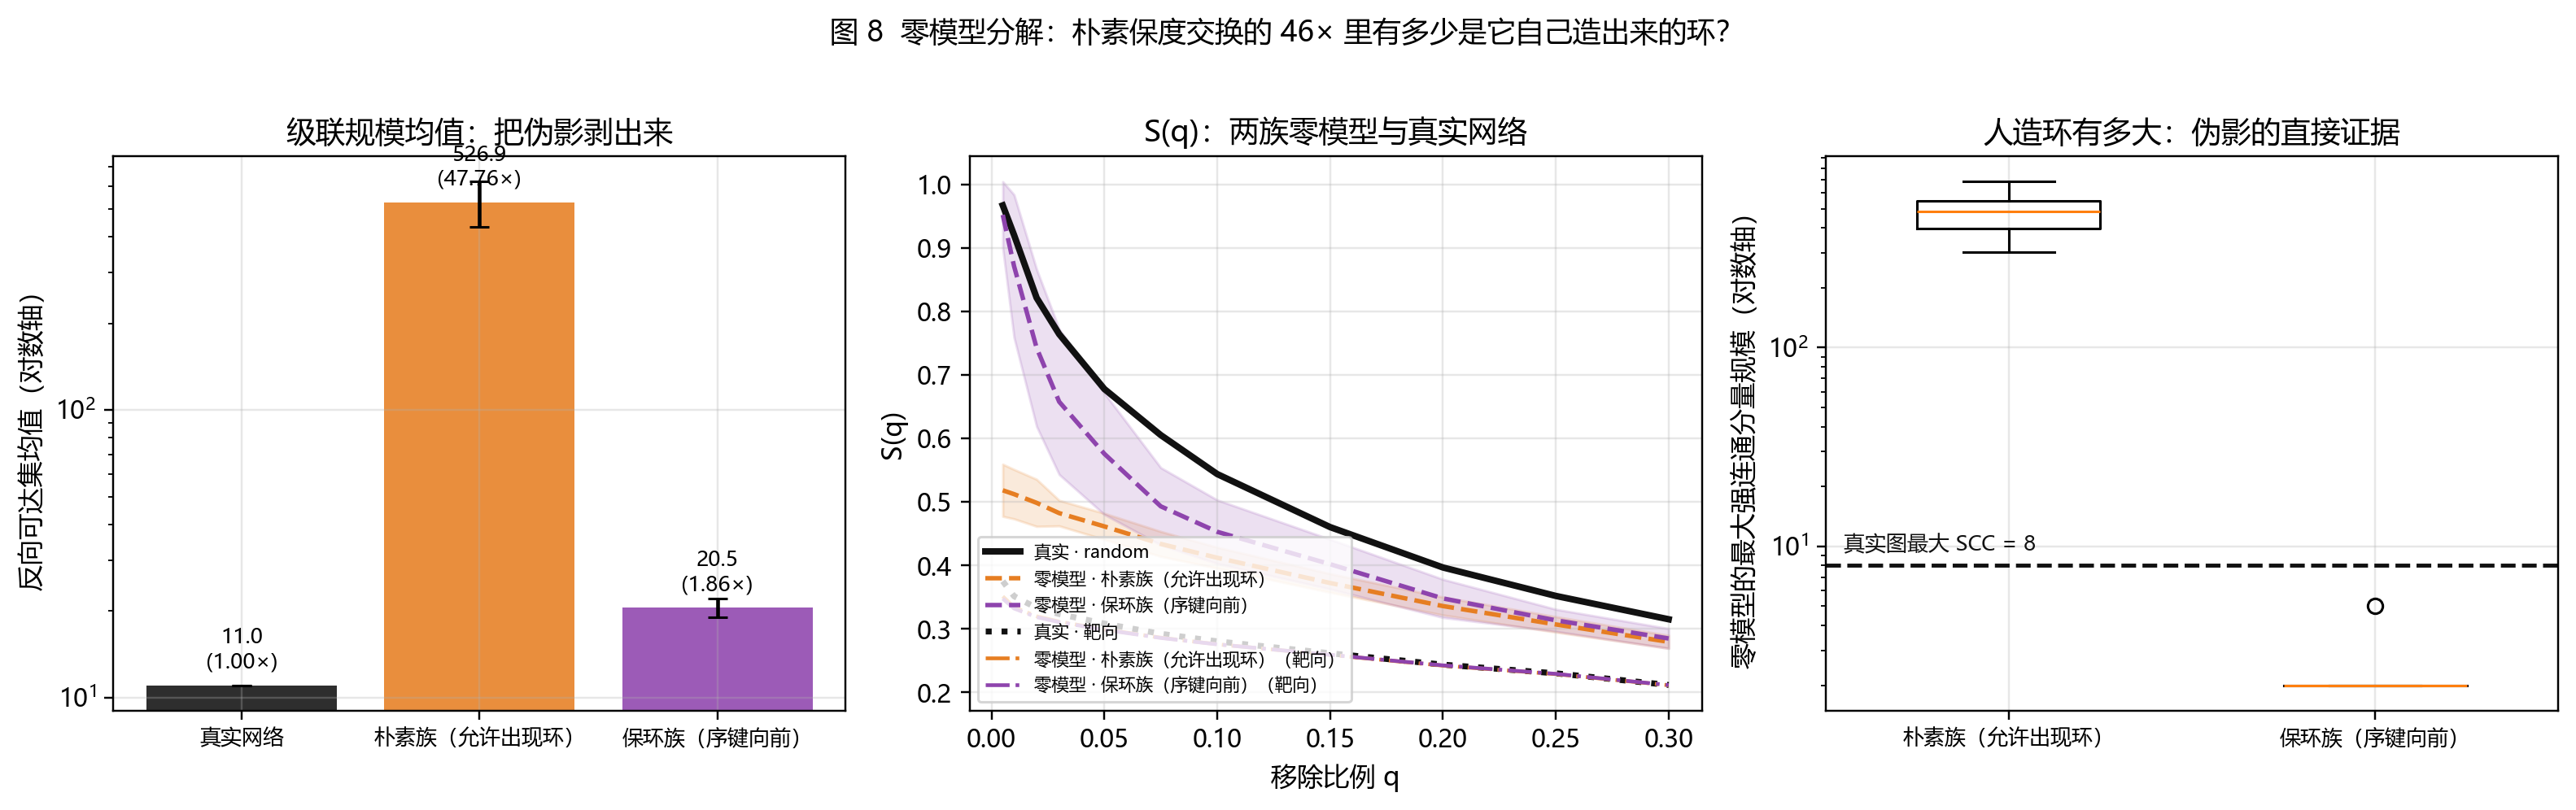 图 8  零模型分解：朴素保度交换的 46× 里有多少是它自己造出来的环？
级联规模均值：把伪影剥出来
反向可达集均值（对数轴）
10²
10¹
526.9
(47.76×)
11.0
(1.00×)
20.5
(1.86×)
真实网络
朴素族（允许出现环）
保环族（序键向前）
S(q)：两族零模型与真实网络
S(q)
1.0
0.9
0.8
0.7
0.6
0.5
0.4
0.3
0.2
真实 · random
零模型 · 朴素族（允许出现环）
零模型 · 保环族（序键向前）
真实 · 靶向
零模型 · 朴素族（允许出现环）（靶向）
零模型 · 保环族（序键向前）（靶向）
0.00
0.05
0.10
0.15
0.20
0.25
0.30
移除比例 q
人造环有多大：伪影的直接证据
零模型的最大强连通分量规模（对数轴）
10²
10¹
真实图最大 SCC = 8
朴素族（允许出现环）
保环族（序键向前）